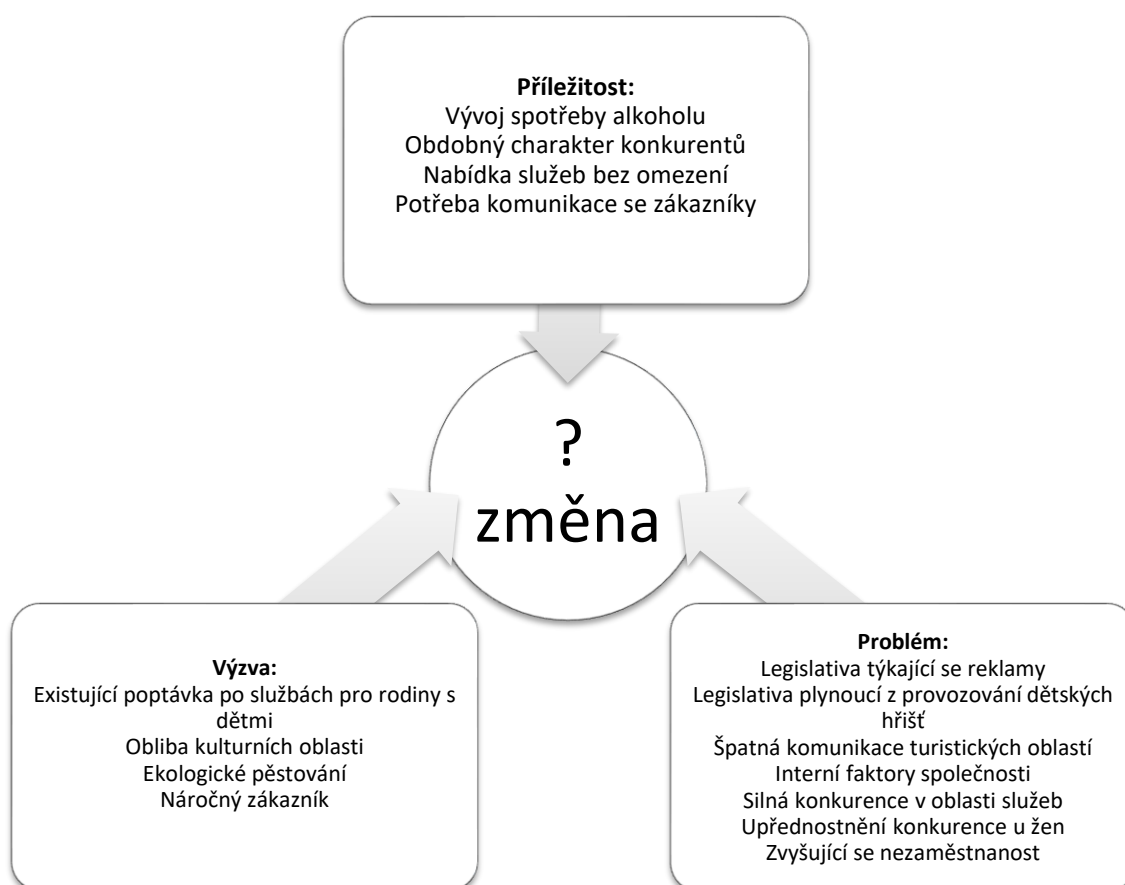 Příležitost:
Vývoj spotřeby alkoholu
Obdobný charakter konkurentů
Nabídka služeb bez omezení
Potřeba komunikace se zákazníky
?
změna
Výzva:
Existující poptávka po službách pro rodiny s
dětmi
Obliba kulturních oblasti
Ekologické pěstování
Náročný zákazník
Problém:
Legislativa týkající se reklamy
Legislativa plynoucí z provozování dětských
hřišť
Špatná komunikace turistických oblastí
Interní faktory společnosti
Silná konkurence v oblasti služeb
Upřednostnění konkurence u žen
Zvyšující se nezaměstnanost